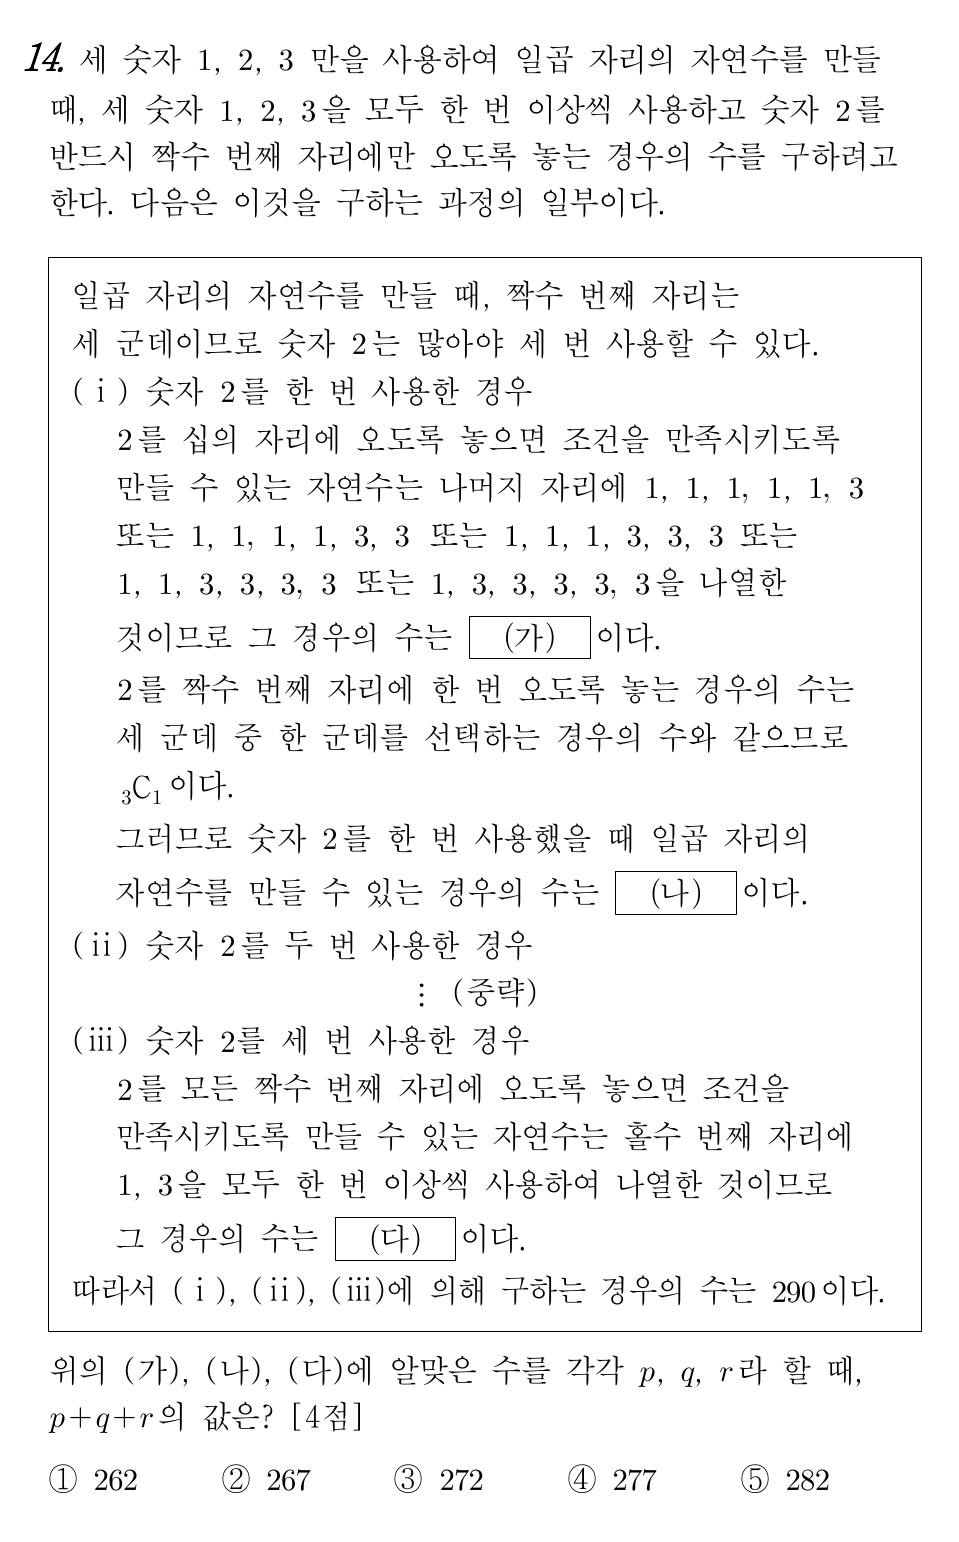 14. 세 숫자 1, 2, 3 만을 사용하여 일곱 자리의 자연수를 만들
때, 세 숫자 1, 2, 3을 모두 한 번 이상씩 사용하고 숫자 2를
반드시 짝수 번째 자리에만 오도록 놓는 경우의 수를 구하려고
한다. 다음은 이것을 구하는 과정의 일부이다.
일곱 자리의 자연수를 만들 때, 짝수 번째 자리는
세 군데이므로 숫자 2는 많아야 세 번 사용할 수 있다.
(ⅰ) 숫자 2를 한 번 사용한 경우
2를 십의 자리에 오도록 놓으면 조건을 만족시키도록
만들 수 있는 자연수는 나머지 자리에 1, 1, 1, 1, 1, 3
또는 1, 1, 1, 1, 3, 3 또는 1, 1, 1, 3, 3, 3 또는
1, 1, 3, 3, 3, 3 또는 1, 3, 3, 3, 3, 3을 나열한
것이므로 그 경우의 수는 (가) 이다.
2를 짝수 번째 자리에 한 번 오도록 놓는 경우의 수는
세 군데 중 한 군데를 선택하는 경우의 수와 같으므로
₃C₁이다.
그러므로 숫자 2를 한 번 사용했을 때 일곱 자리의
자연수를 만들 수 있는 경우의 수는 (나) 이다.
(ⅱ) 숫자 2를 두 번 사용한 경우
⋮ (중략)
(ⅲ) 숫자 2를 세 번 사용한 경우
2를 모든 짝수 번째 자리에 오도록 놓으면 조건을
만족시키도록 만들 수 있는 자연수는 홀수 번째 자리에
1, 3을 모두 한 번 이상씩 사용하여 나열한 것이므로
그 경우의 수는 (다) 이다.
따라서 (ⅰ), (ⅱ), (ⅲ)에 의해 구하는 경우의 수는 290이다.
위의 (가), (나), (다)에 알맞은 수를 각각 p, q, r라 할 때,
p+q+r의 값은? [4점]
① 262 ② 267 ③ 272 ④ 277 ⑤ 282